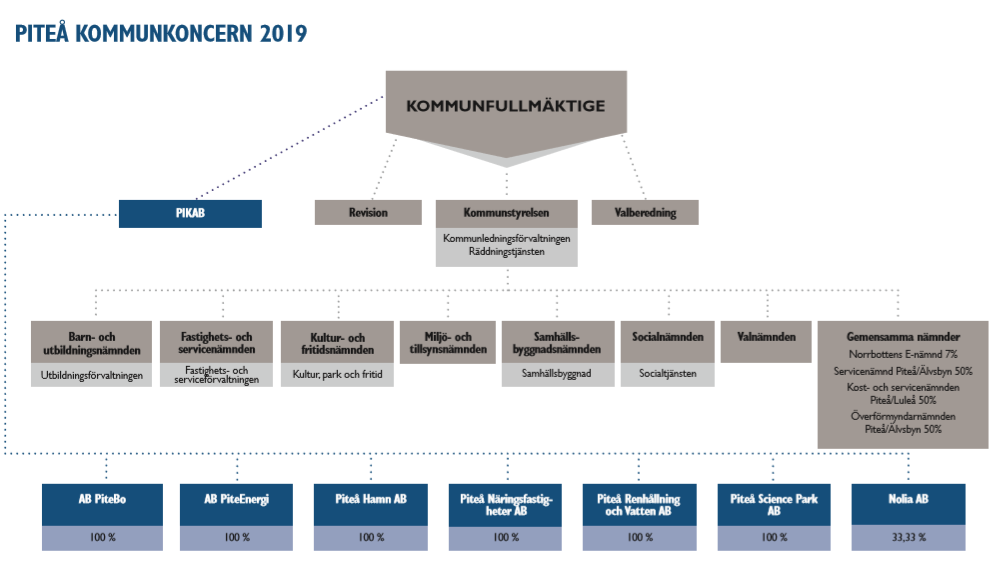 PITEÅ KOMMUNKONCERN 2019
KOMMUNFULLMÄKTIGE
PIKAB
Revision
Kommunstyrelsen
Kommunledningsförvaltningen
Räddningstjänsten
Valberedning
Barn- och
utbildningsnämnden
Utbildningsförvaltningen
Fastighets- och
servicenämnden
Fastighets- och
serviceförvaltningen
Kultur- och
fritidsnämnden
Kultur, park och fritid
Miljö- och
tillsynsnämnden
Samhälls-
byggnadsnämnden
Samhällsbyggnad
Socialnämnden
Socialtjänsten
Valnämnden
Gemensamma nämnder
Norrbottens E-nämnd 7%
Servicenämnd Piteå/Älvsbyn 50%
Kost- och servicenämnden
Piteå/Luleå 50%
Överförmyndarnämnden
Piteå/Älvsbyn 50%
AB PiteBo
100 %
AB PiteEnergi
100 %
Piteå Hamn AB
100 %
Piteå Näringsfastig-
heter AB
100 %
Piteå Renhållning
och Vatten AB
100 %
Piteå Science Park
AB
100 %
Nolia AB
33,33 %